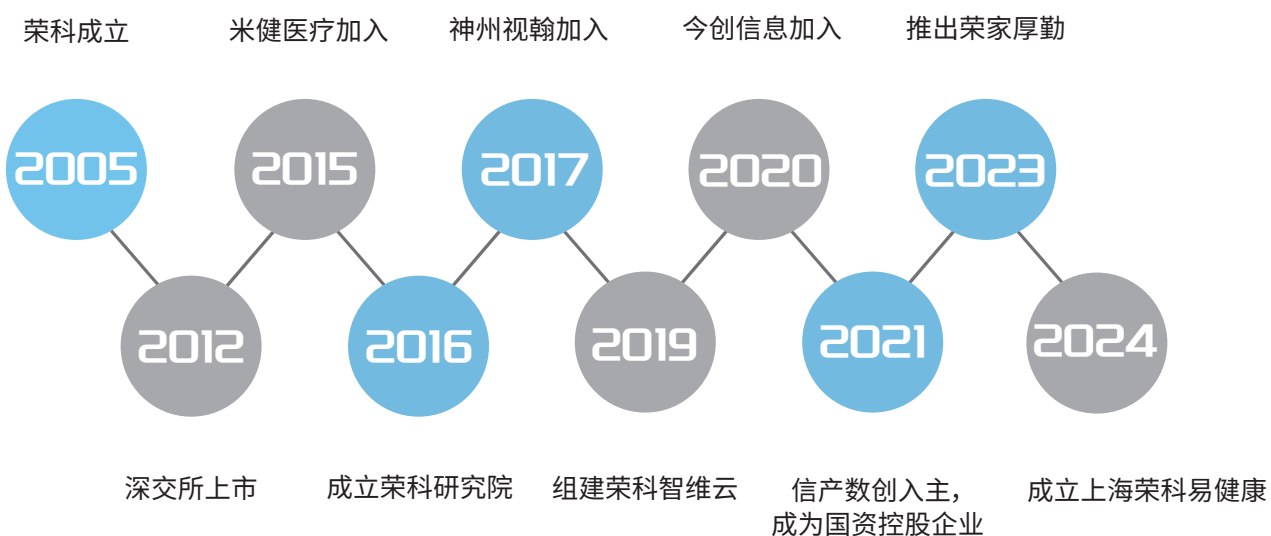 荣科成立
米健医疗加入
神州视翰加入
今创信息加入
推出荣家厚勤
2005
2015
2017
2020
2023
2012
2016
2019
2021
2024
深交所上市
成立荣科研究院
组建荣科智维云
信产数创入主，
成为国资控股企业
成立上海荣科易健康